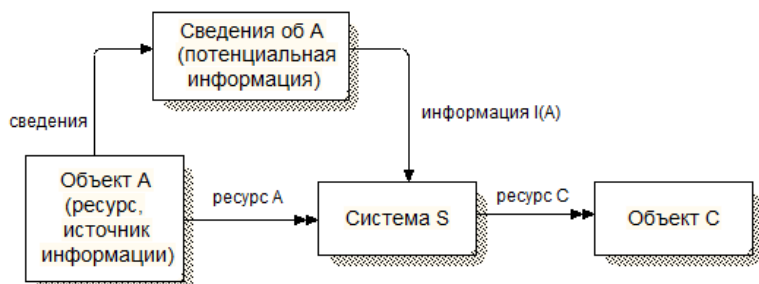 Сведения об А
(потенциальная
информация)
сведения
информация I(A)
Объект А
(ресурс,
источник
информации)
ресурс А
Система S
ресурс С
Объект С